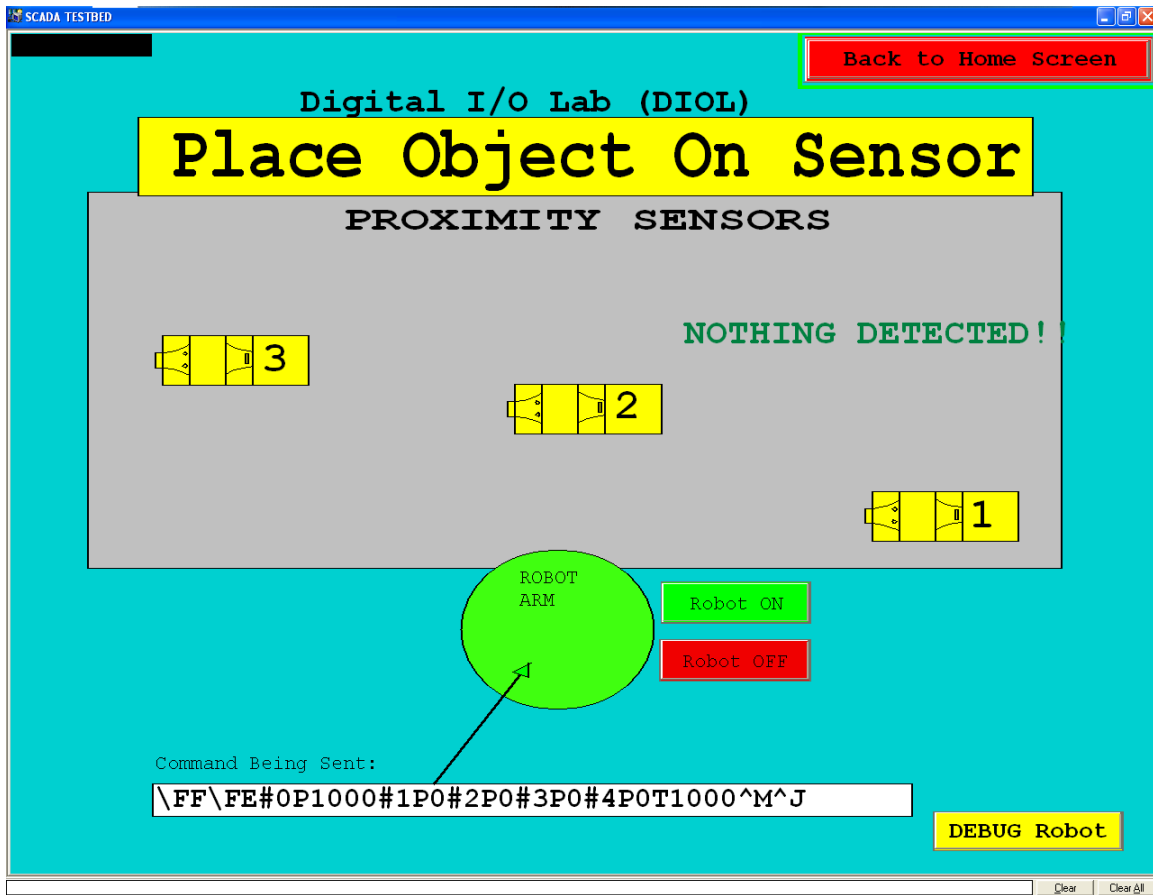 SCADA TESTBED
Back to Home Screen
Digital I/O Lab (DIOL)
Place Object On Sensor
PROXIMITY SENSORS
NOTHING DETECTED!!
3
2
1
ROBOT
ARM
Robot ON
Robot OFF
Command Being Sent:
\FF\FE#0P1000#1P0#2P0#3P0#4P0T1000^M^J
DEBUG Robot
Clear
Clear All